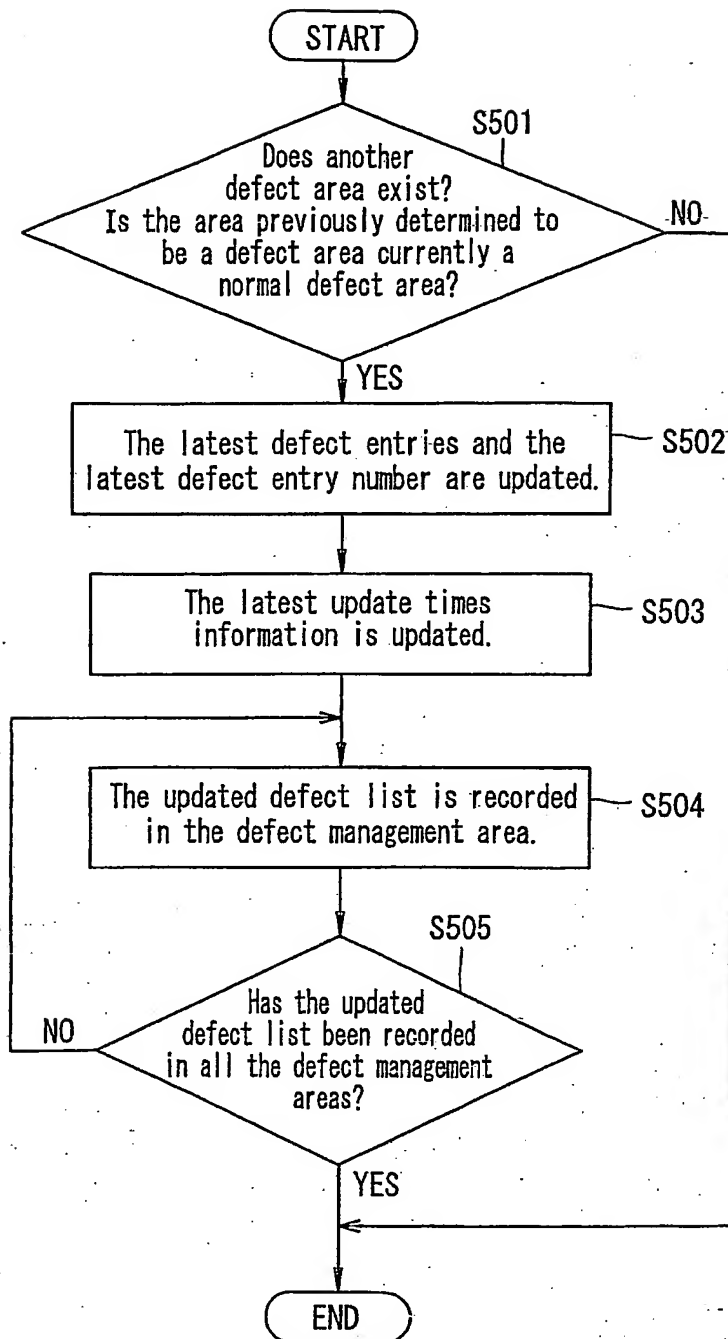 START
S501
Does another
defect area exist?
Is the area previously determined to
be a defect area currently a
normal defect area?
NO
YES
The latest defect entries and the
latest defect entry number are updated.
S502
The latest update times
information is updated.
S503
The updated defect list is recorded
in the defect management area.
S504
S505
Has the updated
defect list been recorded
in all the defect management
areas?
NO
YES
END